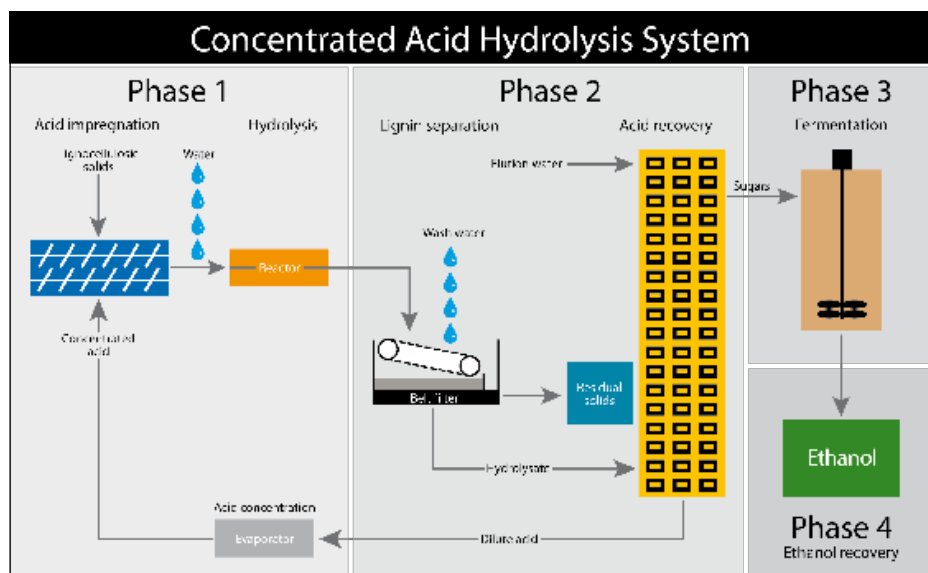 Concentrated Acid Hydrolysis System
Phase 1
Acid impregnation
Hydrolysis
Lignocellulosic
solids
Water
Reactor
Concentrated
acid
Acid concentration
Evaporator
Phase 2
Lignin separation
Acid recovery
Elution water
Wash water
Belt filter
Residual
solids
Hydrolysate
Dilute acid
Phase 3
Fermentation
Sugars
Ethanol
Phase 4
Ethanol recovery